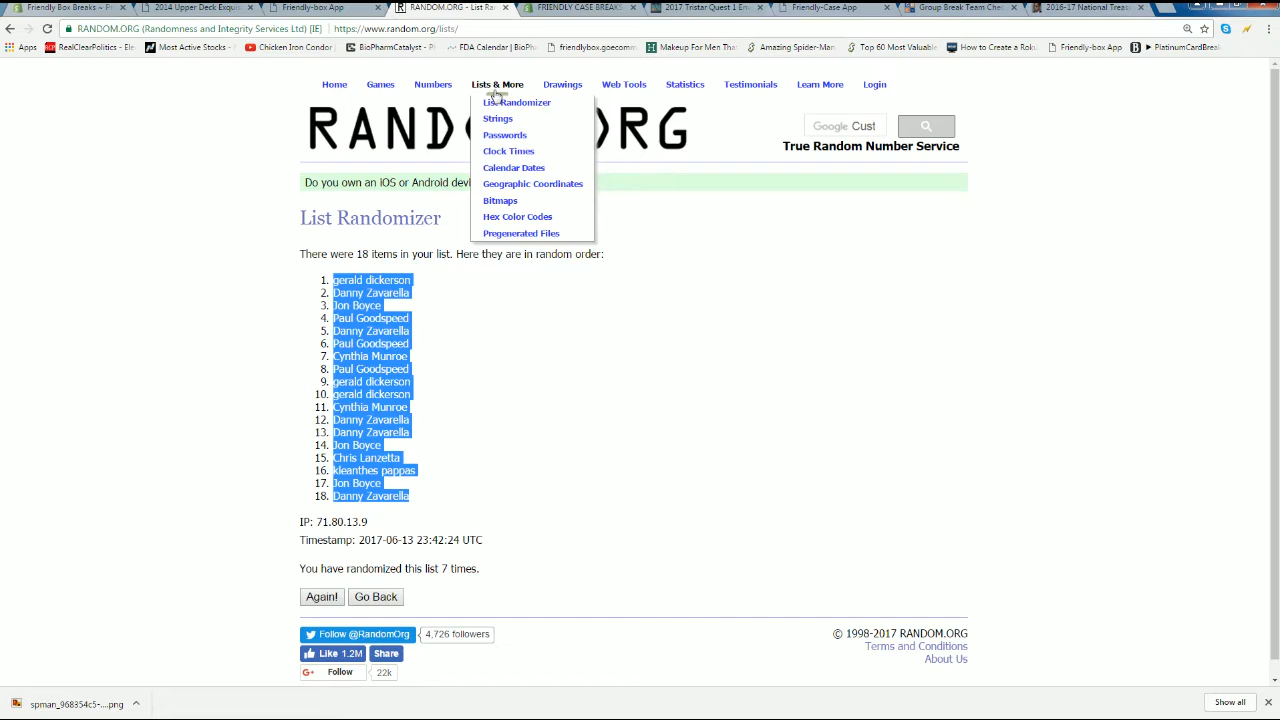 Friendly Box Breaks ~ Fr
2014 Upper Deck Exquis
Friendly-box App
RANDOM.ORG - List Ran
FRIENDLY CASE BREAKS
2017 Tristar Quest 1 Em
Friendly-Case App
Group Break Team Chec
2016-17 National Treas
RANDOM.ORG (Randomness and Integrity Services Ltd) [IE]
https://www.random.org/lists/
Apps
RealClearPolitics - Ele
Most Active Stocks -
Chicken Iron Condor
BioPharmCatalyst - P
FDA Calendar | BioPh
friendlybox.goecomm
Makeup For Men That
Amazing Spider-Man
Top 60 Most Valuable
How to Create a Roku
Friendly-box App
PlatinumCardBreak
Home
Games
Numbers
Lists & More
Drawings
Web Tools
Statistics
Testimonials
Learn More
Login
List Randomizer
Strings
Passwords
Clock Times
Calendar Dates
Geographic Coordinates
Bitmaps
Hex Color Codes
Pregenerated Files
RANDOM.ORG
Google Cust
True Random Number Service
Do you own an iOS or Android devi
List Randomizer
There were 18 items in your list. Here they are in random order:
1. gerald dickerson
2. Danny Zavarella
3. Jon Boyce
4. Paul Goodspeed
5. Danny Zavarella
6. Paul Goodspeed
7. Cynthia Munroe
8. Paul Goodspeed
9. gerald dickerson
10. gerald dickerson
11. Cynthia Munroe
12. Danny Zavarella
13. Danny Zavarella
14. Jon Boyce
15. Chris Lanzetta
16. kleanthes pappas
17. Jon Boyce
18. Danny Zavarella
IP: 71.80.13.9
Timestamp: 2017-06-13 23:42:24 UTC
You have randomized this list 7 times.
Again!
Go Back
Follow @RandomOrg
4,726 followers
Like 1.2M
Share
Follow
22k
© 1998-2017 RANDOM.ORG
Terms and Conditions
About Us
spman_968354c5-....png
Show all